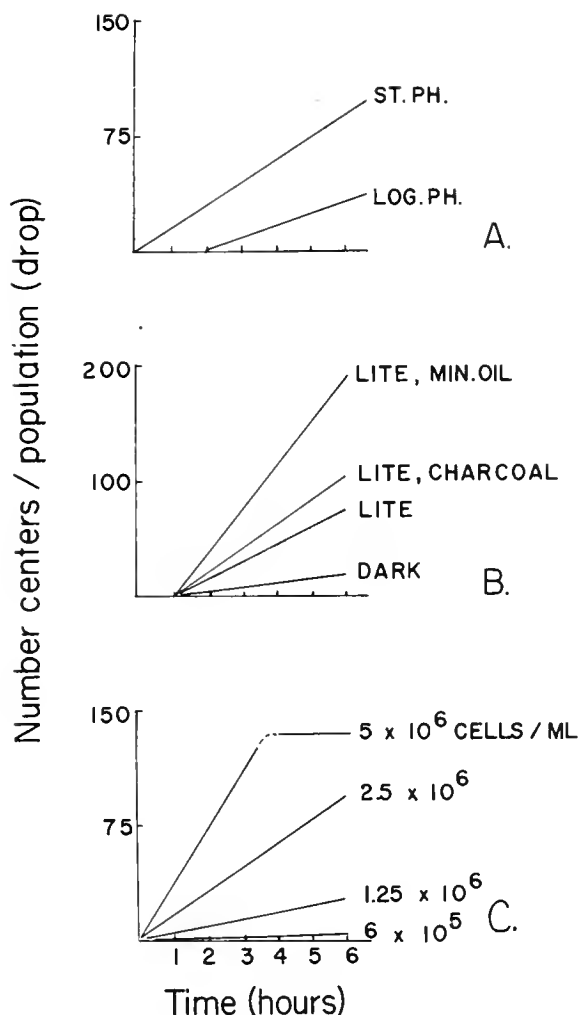 Number centers / population (drop)
150
75
ST. PH.
LOG. PH.
A.
200
100
LITE, MIN. OIL
LITE, CHARCOAL
LITE
DARK
B.
150
75
5 x 10⁶ CELLS / ML
2.5 x 10⁶
1.25 x 10⁶
6 x 10⁵
C.
1 2 3 4 5 6
Time (hours)